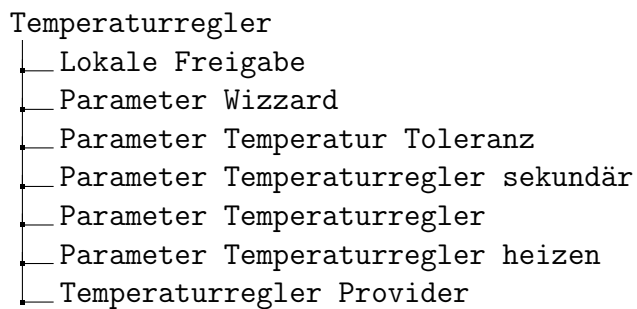 Temperaturregler
Lokale Freigabe
Parameter Wizzard
Parameter Temperatur Toleranz
Parameter Temperaturregler sekundär
Parameter Temperaturregler
Parameter Temperaturregler heizen
Temperaturregler Provider